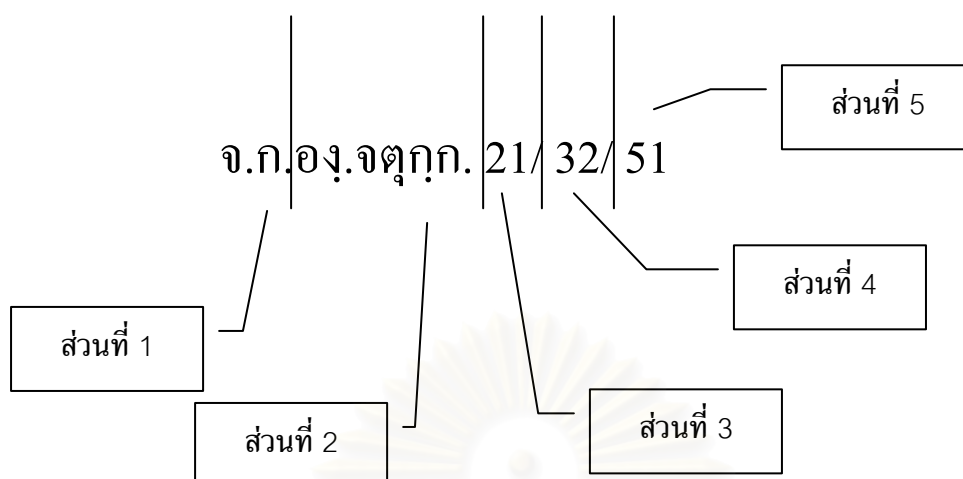 ส่วนที่ 5
จ.ก.องฺ.จตุกฺก. 21/ 32/ 51
ส่วนที่ 4
ส่วนที่ 1
ส่วนที่ 3
ส่วนที่ 2